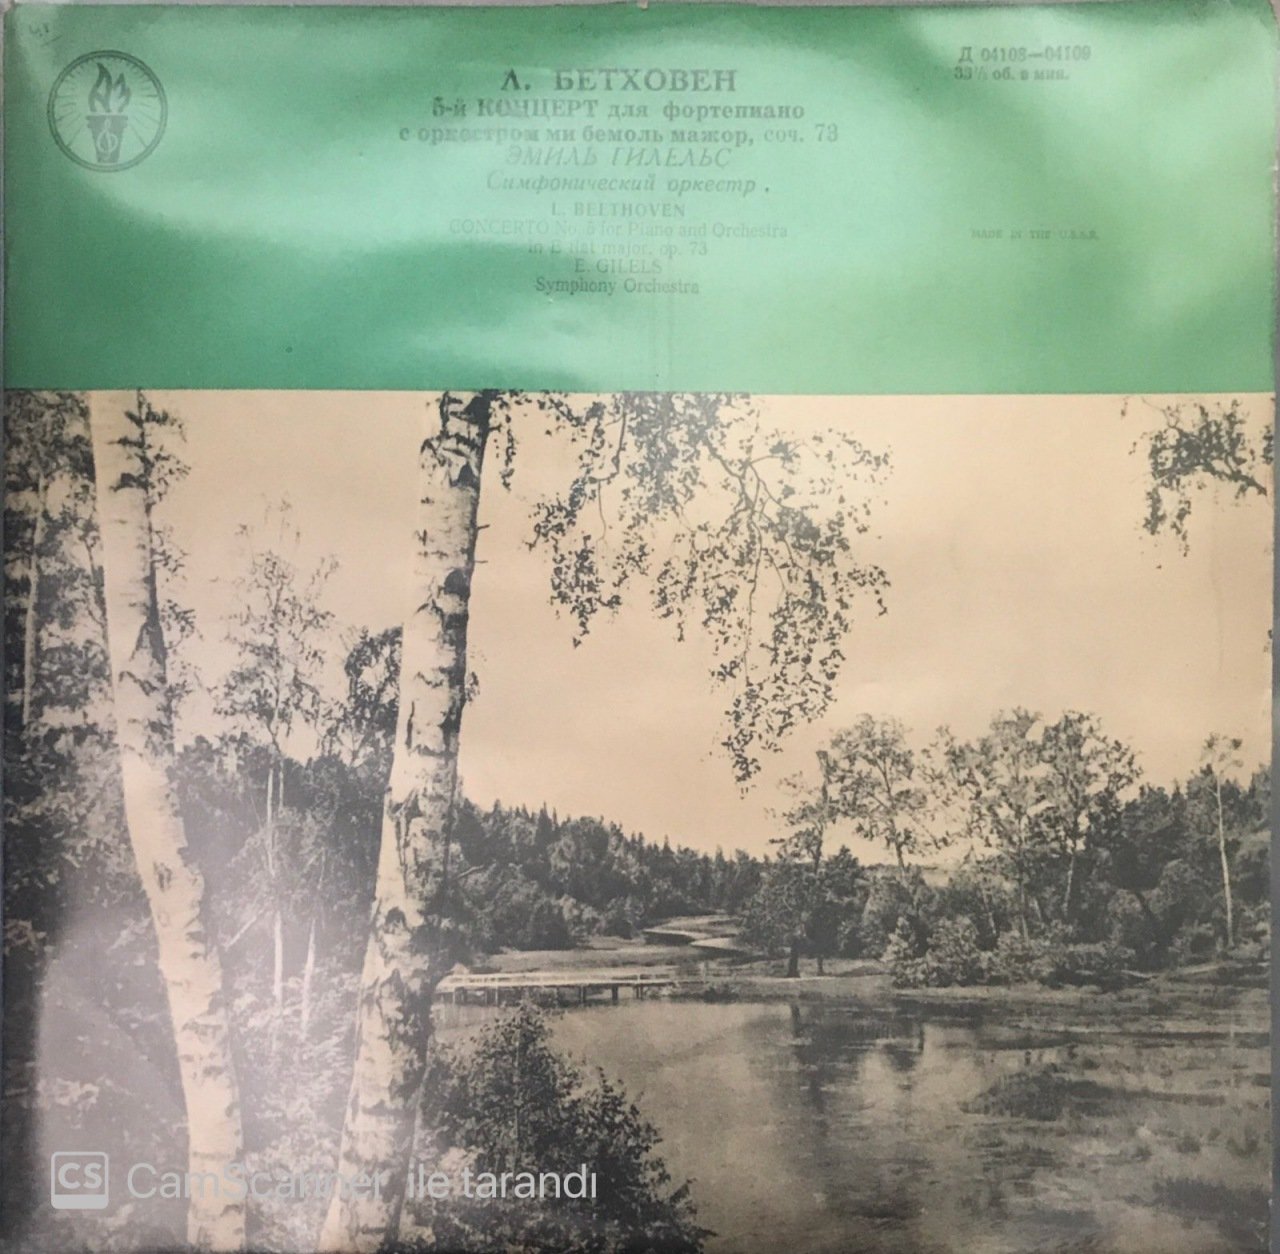 Л. БЕТХОВЕН
5-й КОНЦЕРТ для фортепиано
с оркестром ми бемоль мажор, соч. 73
ЭМИЛЬ ГИЛЕЛЬС
Симфонический оркестр.
L. BEETHOVEN
CONCERTO No. 5 for Piano and Orchestra
in E flat major, op. 73
E. GILELS
Symphony Orchestra
Д 04108—04109
33⅓ об. в мин.
MADE IN THE U.S.S.R.
CS CamScanner ile tarandı